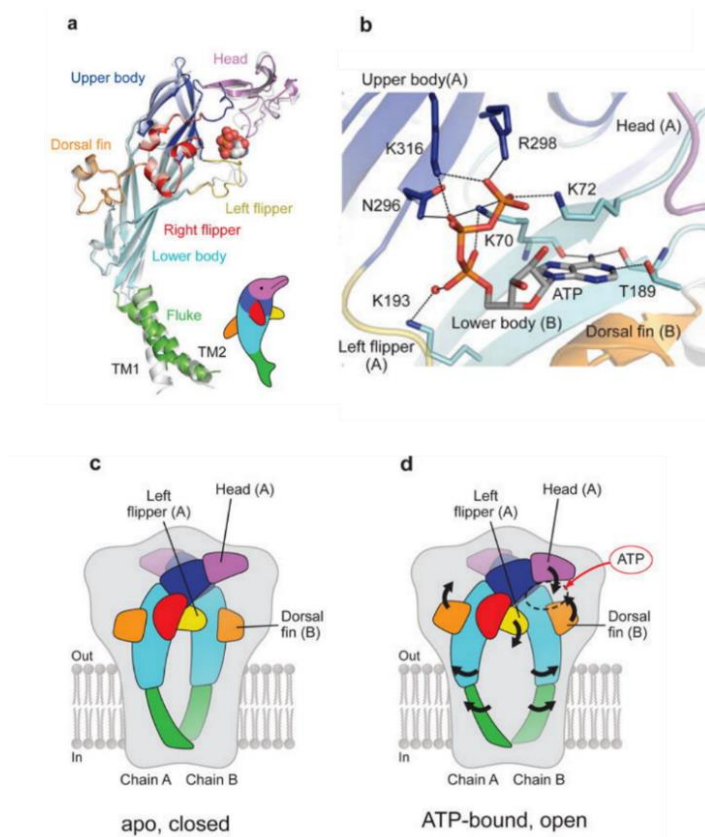 a
Head
Upper body
Dorsal fin
Left flipper
Right flipper
Lower body
Fluke
TM2
TM1
b
Upper body(A)
K316
R298
Head (A)
N296
K72
K70
K193
ATP
T189
Lower body (B)
Left flipper
(A)
Dorsal fin (B)
c
Left
flipper (A)
Head (A)
Dorsal
fin (B)
Out
In
Chain A
Chain B
apo, closed
d
Left
flipper (A)
Head (A)
ATP
Dorsal
fin (B)
Out
In
Chain A
Chain B
ATP-bound, open